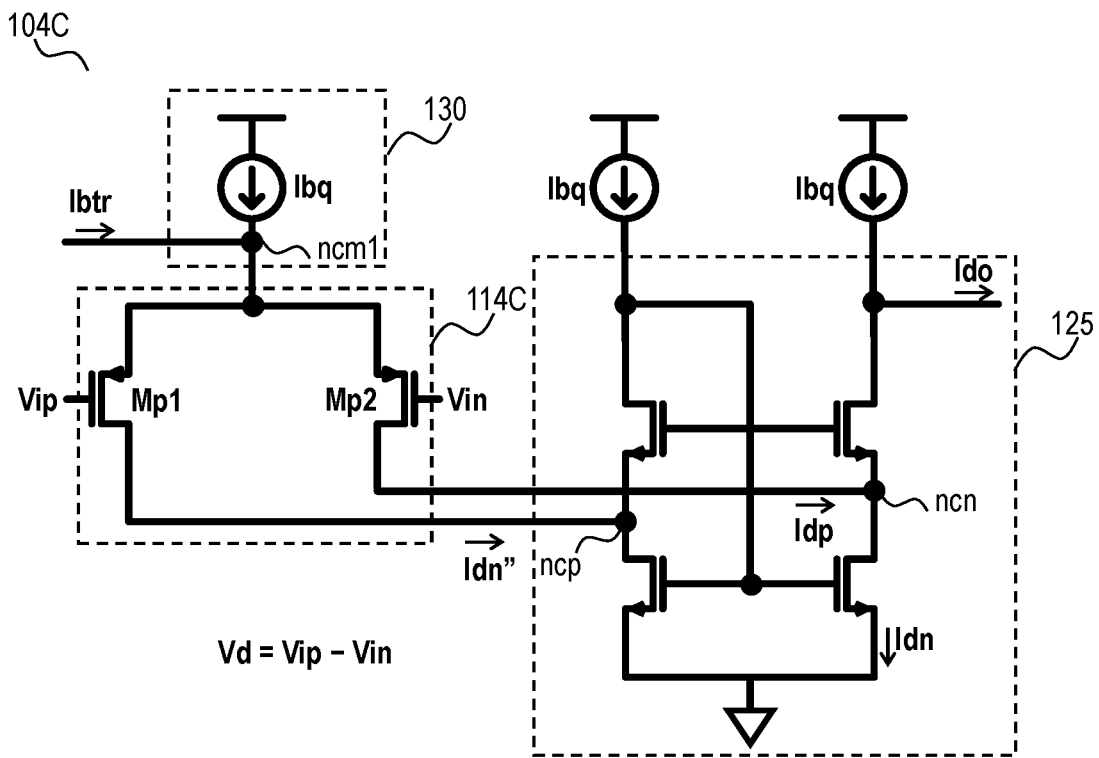 104C
130
Ibq
Ibq
Ibq
Ibtr
ncm1
Ido
114C
125
Vip
Mp1
Mp2
Vin
ncn
Idp
ncp
Idn”
Idn
Vd = Vip − Vin